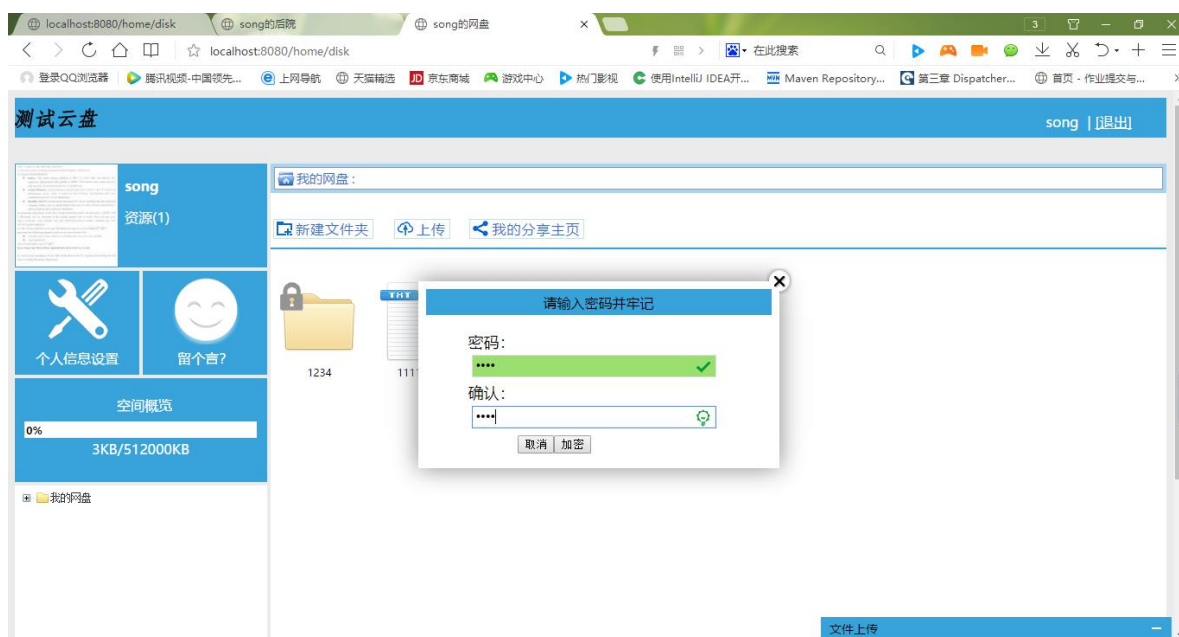 localhost:8080/home/disk song的后院 song的网盘 × 3
localhost:8080/home/disk 在此搜索
登录QQ浏览器 腾讯视频-中国领先... 上网导航 天猫精选 JD 京东商城 游戏中心 热门影视 使用IntelliJ IDEA开... MVN Maven Repository... 第三章 Dispatcher... 首页 - 作业提交与...
测试云盘
song | [退出]
song
资源(1)
我的网盘:
新建文件夹 上传 我的分享主页
个人信息设置 留个言?
空间概览
0%
3KB/512000KB
我的网盘
1234
TXT
111
请输入密码并牢记
密码:
••••
确认:
••••
取消 加密
文件上传